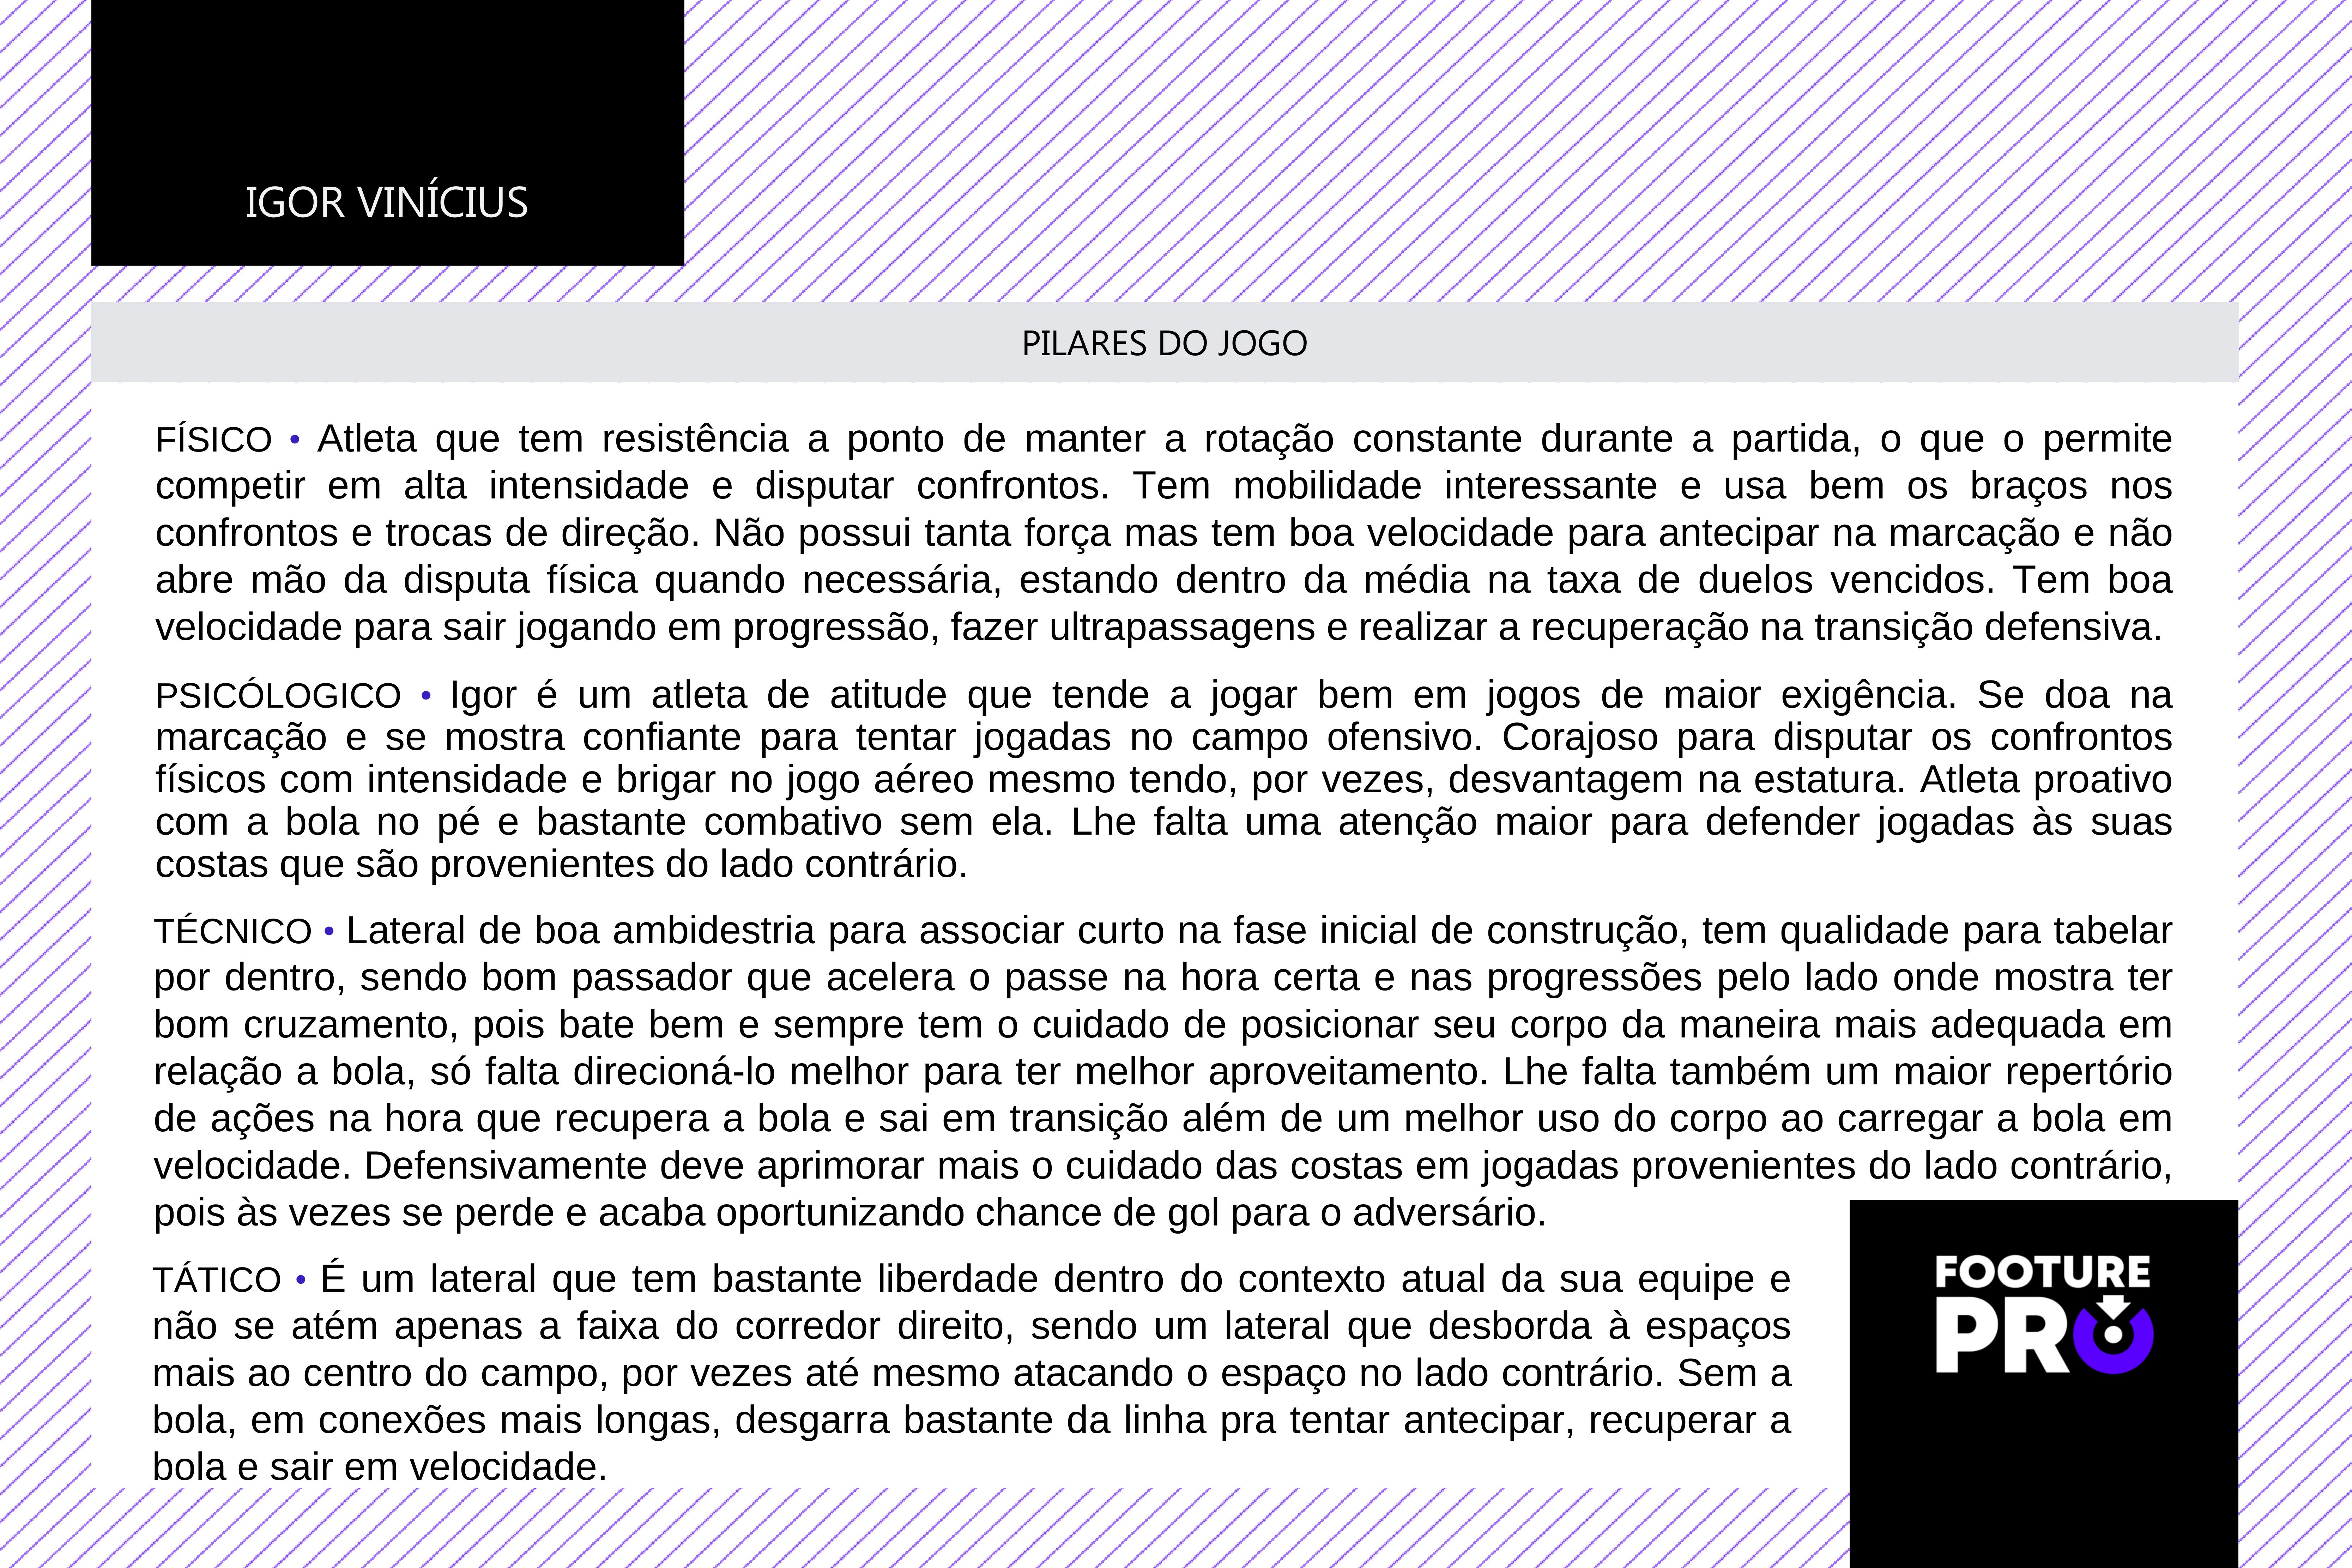 IGOR VINÍCIUS
PILARES DO JOGO
FÍSICO • Atleta que tem resistência a ponto de manter a rotação constante durante a partida, o que o permite
competir em alta intensidade e disputar confrontos. Tem mobilidade interessante e usa bem os braços nos
confrontos e trocas de direção. Não possui tanta força mas tem boa velocidade para antecipar na marcação e não
abre mão da disputa física quando necessária, estando dentro da média na taxa de duelos vencidos. Tem boa
velocidade para sair jogando em progressão, fazer ultrapassagens e realizar a recuperação na transição defensiva.
PSICÓLOGICO • Igor é um atleta de atitude que tende a jogar bem em jogos de maior exigência. Se doa na
marcação e se mostra confiante para tentar jogadas no campo ofensivo. Corajoso para disputar os confrontos
físicos com intensidade e brigar no jogo aéreo mesmo tendo, por vezes, desvantagem na estatura. Atleta proativo
com a bola no pé e bastante combativo sem ela. Lhe falta uma atenção maior para defender jogadas às suas
costas que são provenientes do lado contrário.
TÉCNICO • Lateral de boa ambidestria para associar curto na fase inicial de construção, tem qualidade para tabelar
por dentro, sendo bom passador que acelera o passe na hora certa e nas progressões pelo lado onde mostra ter
bom cruzamento, pois bate bem e sempre tem o cuidado de posicionar seu corpo da maneira mais adequada em
relação a bola, só falta direcioná-lo melhor para ter melhor aproveitamento. Lhe falta também um maior repertório
de ações na hora que recupera a bola e sai em transição além de um melhor uso do corpo ao carregar a bola em
velocidade. Defensivamente deve aprimorar mais o cuidado das costas em jogadas provenientes do lado contrário,
pois às vezes se perde e acaba oportunizando chance de gol para o adversário.
TÁTICO • É um lateral que tem bastante liberdade dentro do contexto atual da sua equipe e
não se atém apenas a faixa do corredor direito, sendo um lateral que desborda à espaços
mais ao centro do campo, por vezes até mesmo atacando o espaço no lado contrário. Sem a
bola, em conexões mais longas, desgarra bastante da linha pra tentar antecipar, recuperar a
bola e sair em velocidade.
FOOTURE
PRO